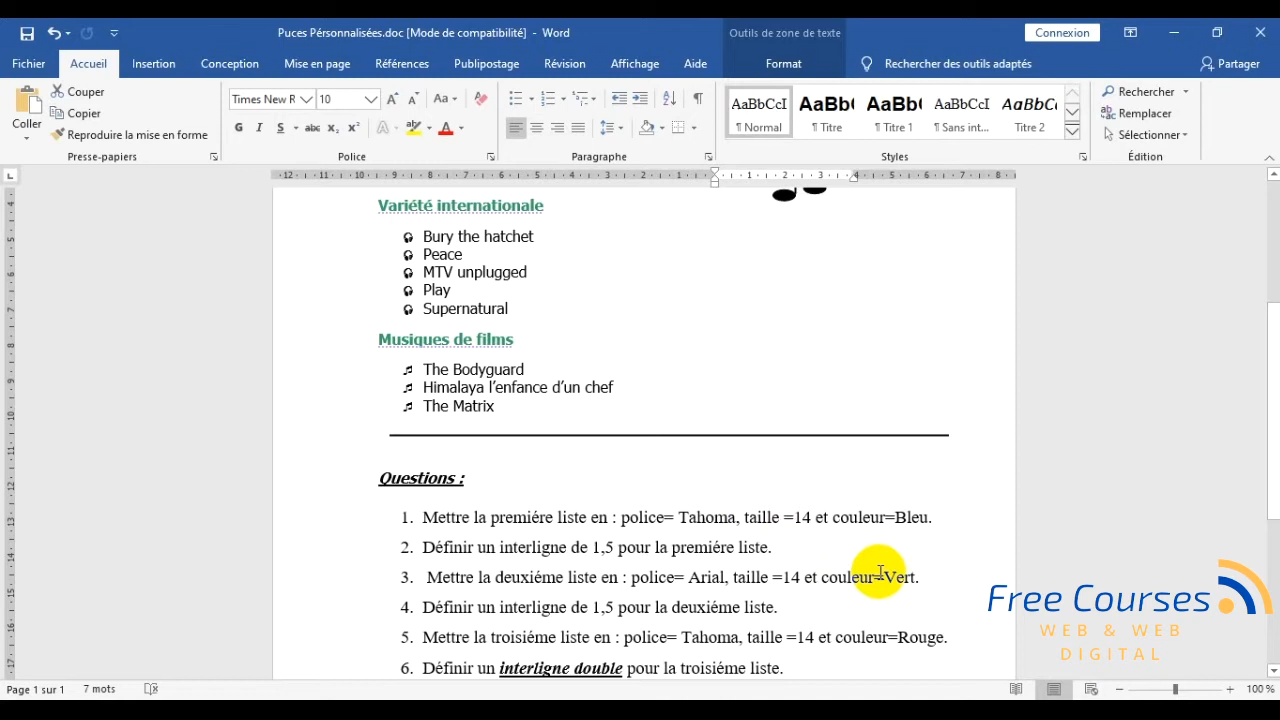 Puces Pérsonnalisées.doc [Mode de compatibilité] - Word
Outils de zone de texte
Connexion
Fichier Accueil Insertion Conception Mise en page Références Publipostage Révision Affichage Aide Format Rechercher des outils adaptés Partager
Coller
Couper
Copier
Reproduire la mise en forme
Presse-papiers
Times New R 10
Police
Paragraphe
AaBbCcI AaBb( AaBb( AaBbCcI AaBbCc
¶ Normal ¶ Titre ¶ Titre 1 ¶ Sans int... Titre 2
Styles
Rechercher
Remplacer
Sélectionner
Édition
Variété internationale
Bury the hatchet
Peace
MTV unplugged
Play
Supernatural
Musiques de films
The Bodyguard
Himalaya l’enfance d’un chef
The Matrix
Questions :
1. Mettre la premiére liste en : police= Tahoma, taille =14 et couleur=Bleu.
2. Définir un interligne de 1,5 pour la premiére liste.
3. Mettre la deuxiéme liste en : police= Arial, taille =14 et couleur=Vert.
4. Définir un interligne de 1,5 pour la deuxiéme liste.
5. Mettre la troisiéme liste en : police= Tahoma, taille =14 et couleur=Rouge.
6. Définir un interligne double pour la troisiéme liste.
Free Courses
WEB & WEB
DIGITAL
Page 1 sur 1 7 mots 100 %